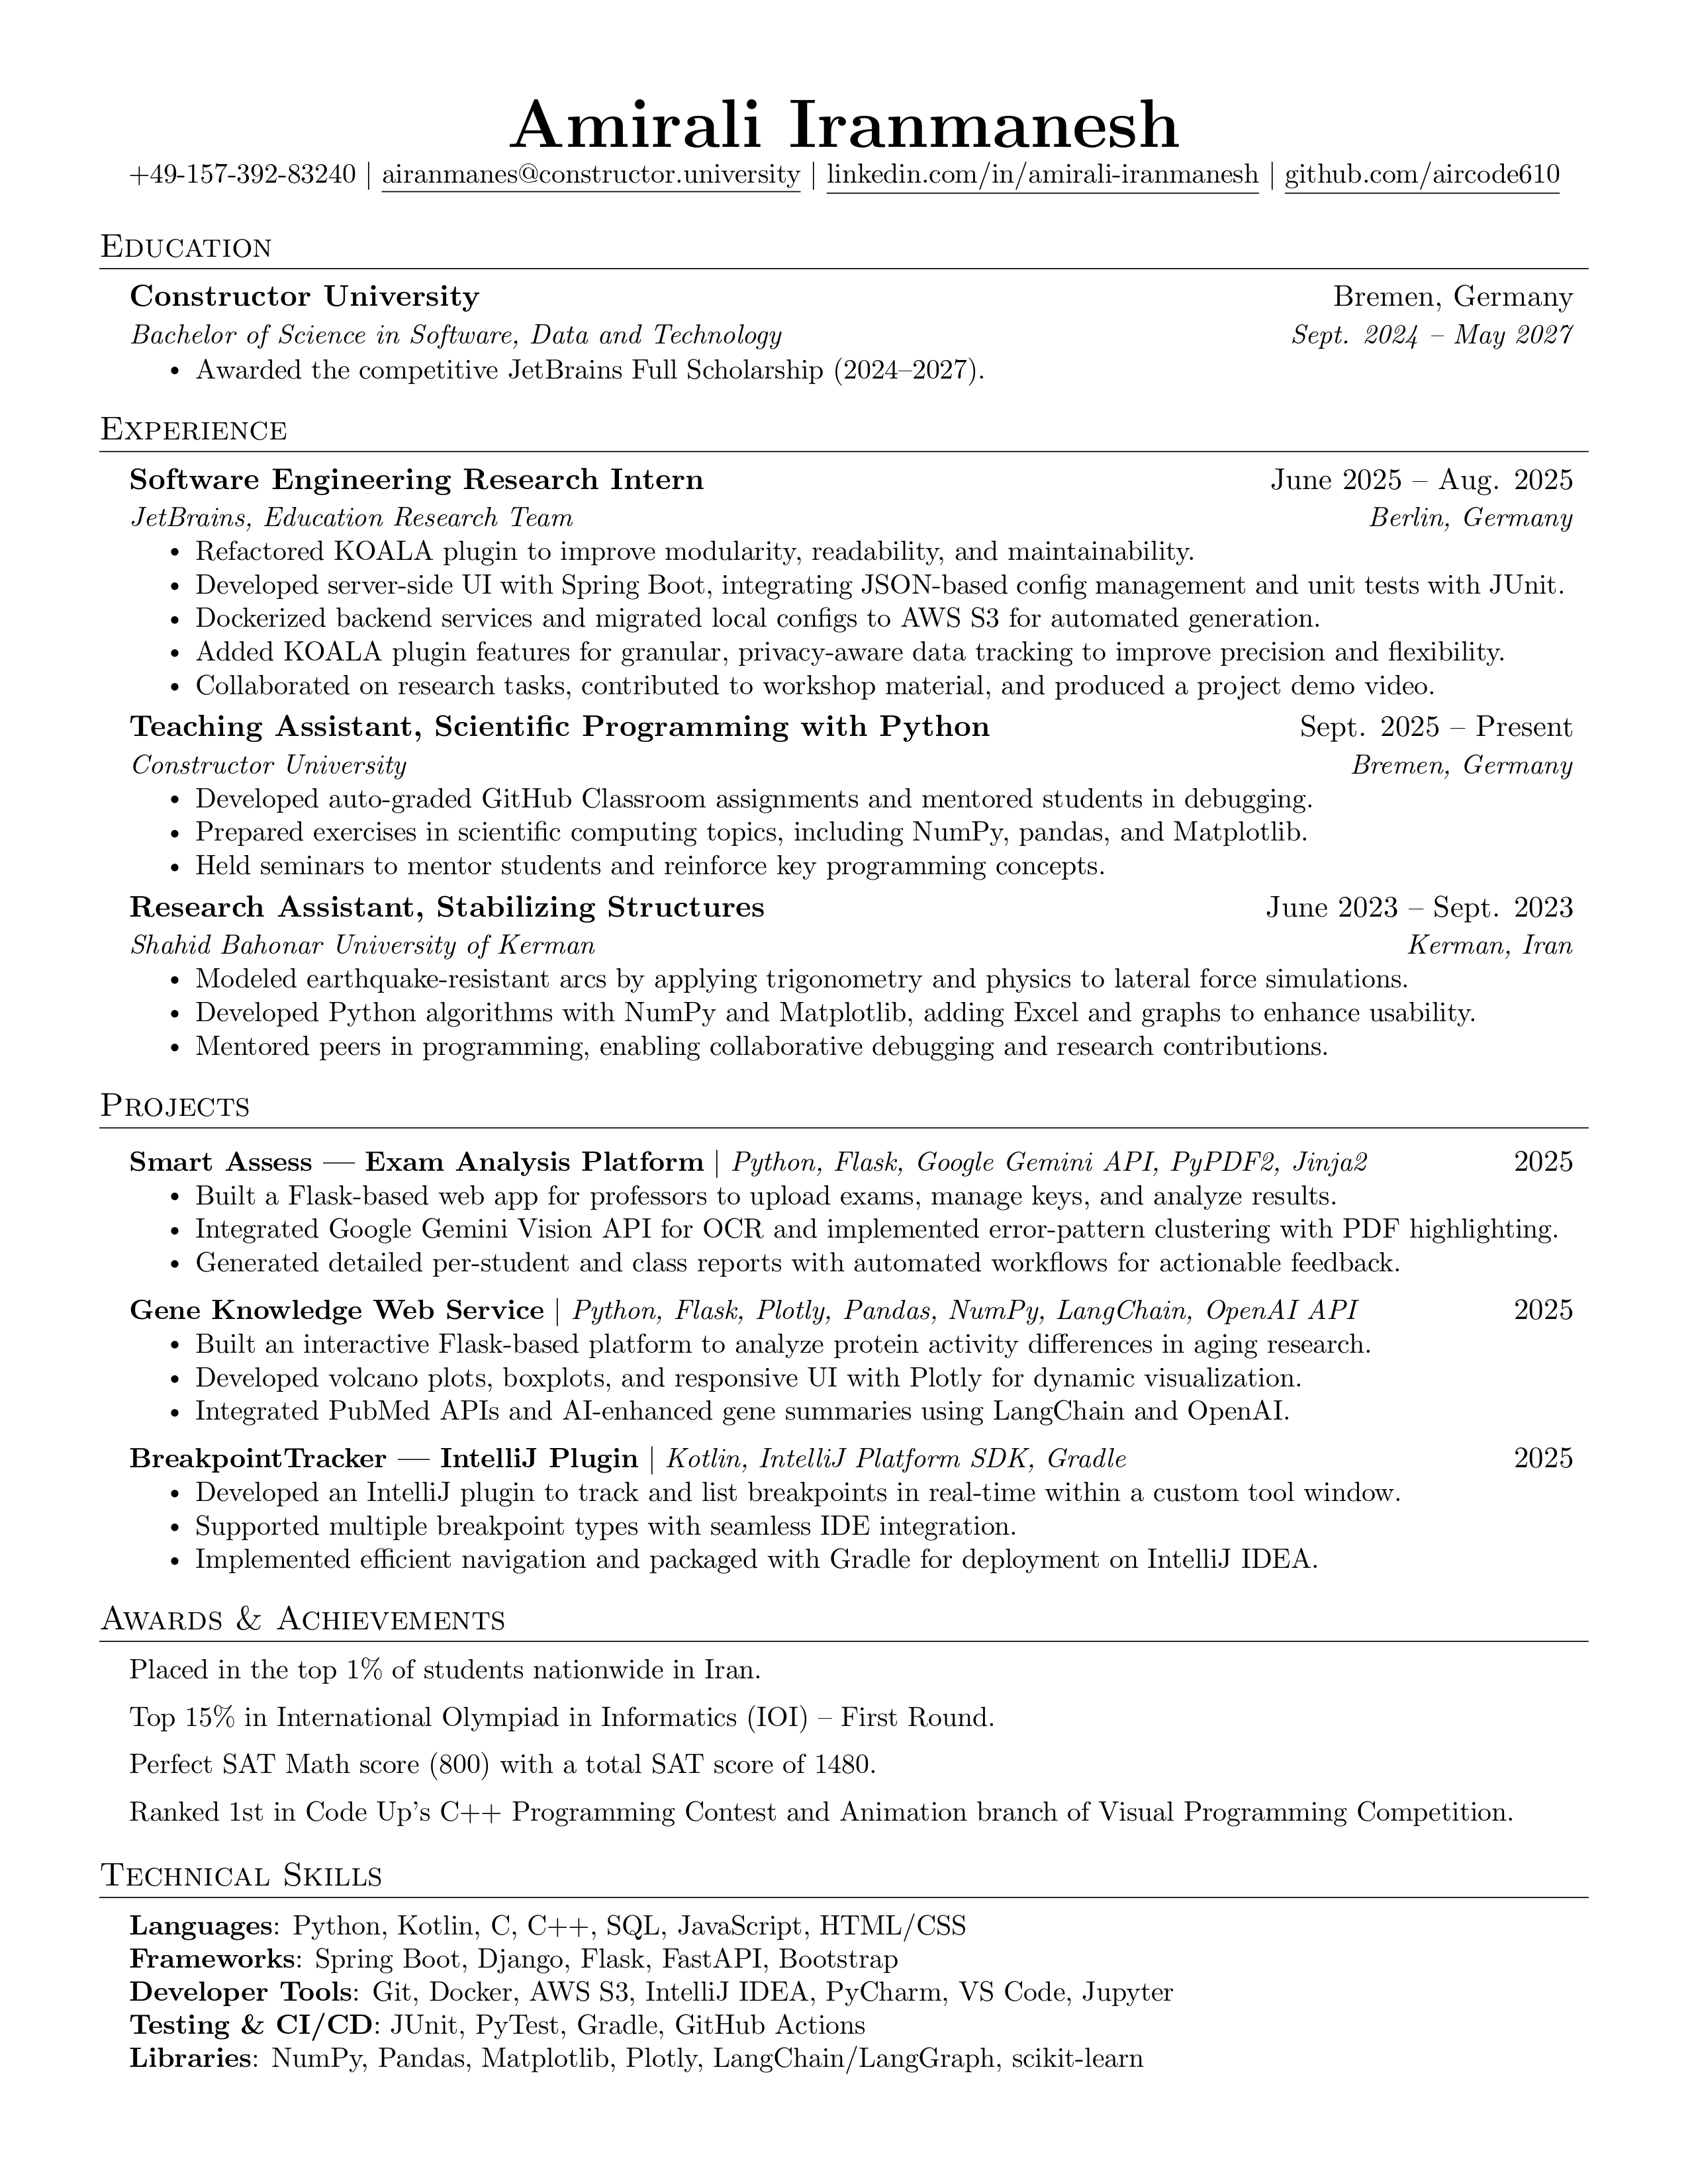 Amirali Iranmanesh
+49-157-392-83240 | airanmanes@constructor.university | linkedin.com/in/amirali-iranmanesh | github.com/aircode610
Education
Constructor University Bremen, Germany
Bachelor of Science in Software, Data and Technology Sept. 2024 – May 2027
• Awarded the competitive JetBrains Full Scholarship (2024–2027).
Experience
Software Engineering Research Intern June 2025 – Aug. 2025
JetBrains, Education Research Team Berlin, Germany
• Refactored KOALA plugin to improve modularity, readability, and maintainability.
• Developed server-side UI with Spring Boot, integrating JSON-based config management and unit tests with JUnit.
• Dockerized backend services and migrated local configs to AWS S3 for automated generation.
• Added KOALA plugin features for granular, privacy-aware data tracking to improve precision and flexibility.
• Collaborated on research tasks, contributed to workshop material, and produced a project demo video.
Teaching Assistant, Scientific Programming with Python Sept. 2025 – Present
Constructor University Bremen, Germany
• Developed auto-graded GitHub Classroom assignments and mentored students in debugging.
• Prepared exercises in scientific computing topics, including NumPy, pandas, and Matplotlib.
• Held seminars to mentor students and reinforce key programming concepts.
Research Assistant, Stabilizing Structures June 2023 – Sept. 2023
Shahid Bahonar University of Kerman Kerman, Iran
• Modeled earthquake-resistant arcs by applying trigonometry and physics to lateral force simulations.
• Developed Python algorithms with NumPy and Matplotlib, adding Excel and graphs to enhance usability.
• Mentored peers in programming, enabling collaborative debugging and research contributions.
Projects
Smart Assess — Exam Analysis Platform | Python, Flask, Google Gemini API, PyPDF2, Jinja2 2025
• Built a Flask-based web app for professors to upload exams, manage keys, and analyze results.
• Integrated Google Gemini Vision API for OCR and implemented error-pattern clustering with PDF highlighting.
• Generated detailed per-student and class reports with automated workflows for actionable feedback.
Gene Knowledge Web Service | Python, Flask, Plotly, Pandas, NumPy, LangChain, OpenAI API 2025
• Built an interactive Flask-based platform to analyze protein activity differences in aging research.
• Developed volcano plots, boxplots, and responsive UI with Plotly for dynamic visualization.
• Integrated PubMed APIs and AI-enhanced gene summaries using LangChain and OpenAI.
BreakpointTracker — IntelliJ Plugin | Kotlin, IntelliJ Platform SDK, Gradle 2025
• Developed an IntelliJ plugin to track and list breakpoints in real-time within a custom tool window.
• Supported multiple breakpoint types with seamless IDE integration.
• Implemented efficient navigation and packaged with Gradle for deployment on IntelliJ IDEA.
Awards & Achievements
Placed in the top 1% of students nationwide in Iran.
Top 15% in International Olympiad in Informatics (IOI) – First Round.
Perfect SAT Math score (800) with a total SAT score of 1480.
Ranked 1st in Code Up's C++ Programming Contest and Animation branch of Visual Programming Competition.
Technical Skills
Languages: Python, Kotlin, C, C++, SQL, JavaScript, HTML/CSS
Frameworks: Spring Boot, Django, Flask, FastAPI, Bootstrap
Developer Tools: Git, Docker, AWS S3, IntelliJ IDEA, PyCharm, VS Code, Jupyter
Testing & CI/CD: JUnit, PyTest, Gradle, GitHub Actions
Libraries: NumPy, Pandas, Matplotlib, Plotly, LangChain/LangGraph, scikit-learn